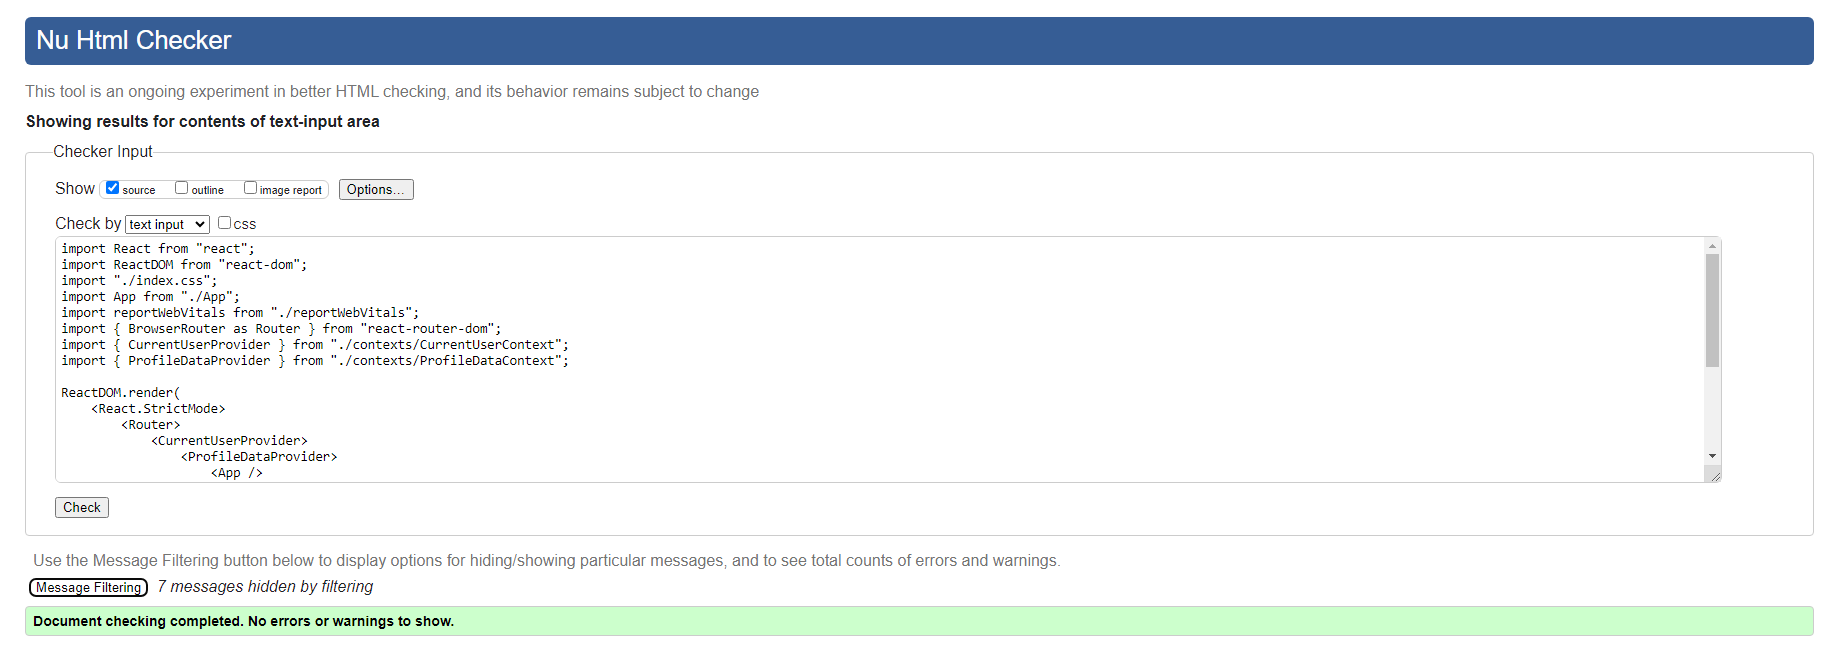 Nu Html Checker
This tool is an ongoing experiment in better HTML checking, and its behavior remains subject to change
Showing results for contents of text-input area
Checker Input
Show source outline image report Options...
Check by text input css
import React from "react";
import ReactDOM from "react-dom";
import "./index.css";
import App from "./App";
import reportWebVitals from "./reportWebVitals";
import { BrowserRouter as Router } from "react-router-dom";
import { CurrentUserProvider } from "./contexts/CurrentUserContext";
import { ProfileDataProvider } from "./contexts/ProfileDataContext";
ReactDOM.render(
<React.StrictMode>
<Router>
<CurrentUserProvider>
<ProfileDataProvider>
<App />
Check
Use the Message Filtering button below to display options for hiding/showing particular messages, and to see total counts of errors and warnings.
Message Filtering 7 messages hidden by filtering
Document checking completed. No errors or warnings to show.